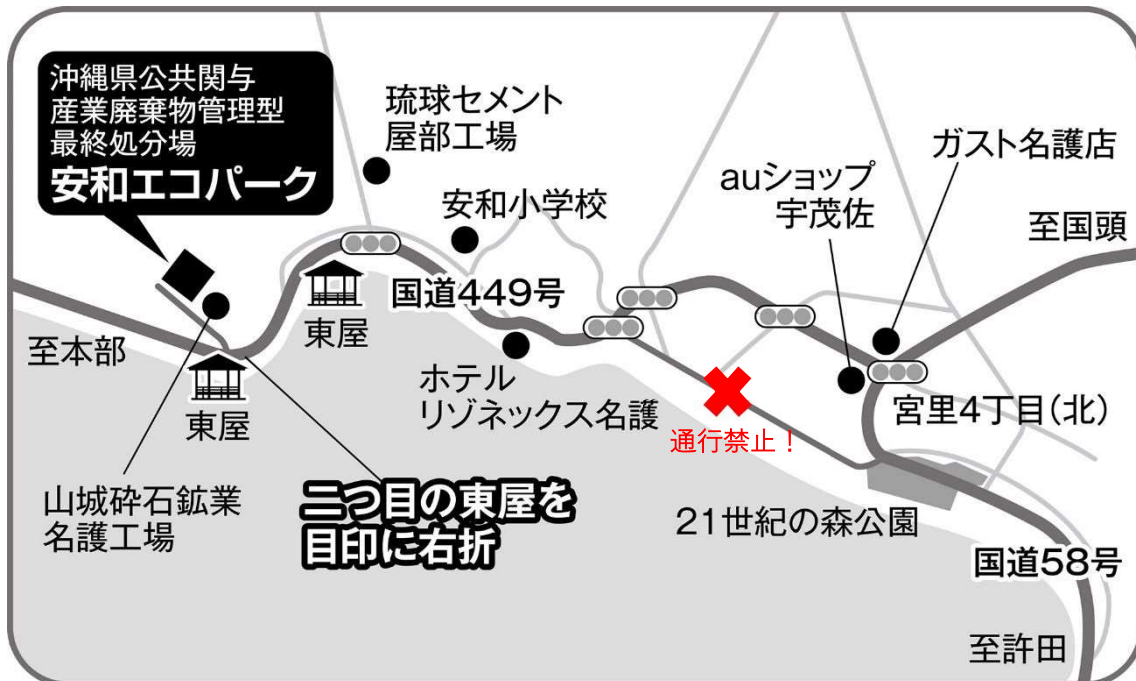 沖縄県公共関与
産業廃棄物管理型
最終処分場
安和エコパーク
琉球セメント
屋部工場
安和小学校
auショップ
宇茂佐
ガスト名護店
至国頭
国道449号
東屋
至本部
東屋
ホテル
リゾネックス名護
通行禁止！
宮里4丁目（北）
山城砕石鉱業
名護工場
二つ目の東屋を
目印に右折
21世紀の森公園
国道58号
至許田